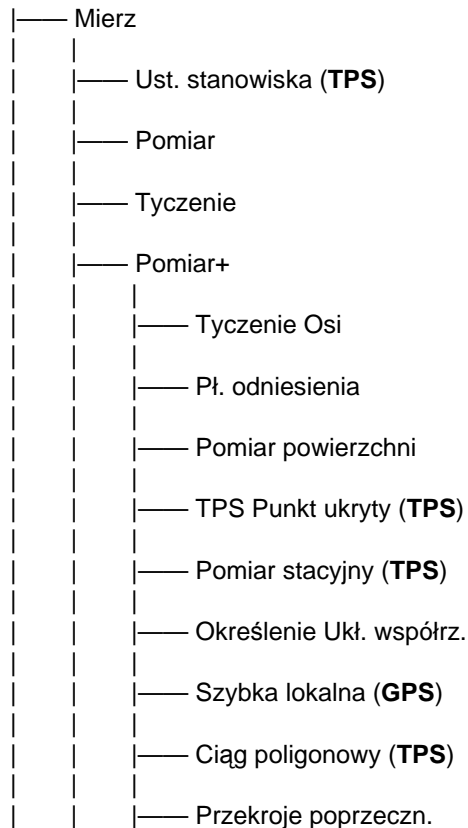 Mierz
Ust. stanowiska (TPS)
Pomiar
Tyczenie
Pomiar+
Tyczenie Osi
Pł. odniesienia
Pomiar powierzchni
TPS Punkt ukryty (TPS)
Pomiar stacyjny (TPS)
Określenie Ukł. współrz.
Szybka lokalna (GPS)
Ciąg poligonowy (TPS)
Przekroje poprzeczn.